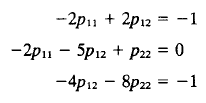 −2p₁₁ + 2p₁₂ = −1
−2p₁₁ − 5p₁₂ + p₂₂ = 0
−4p₁₂ − 8p₂₂ = −1